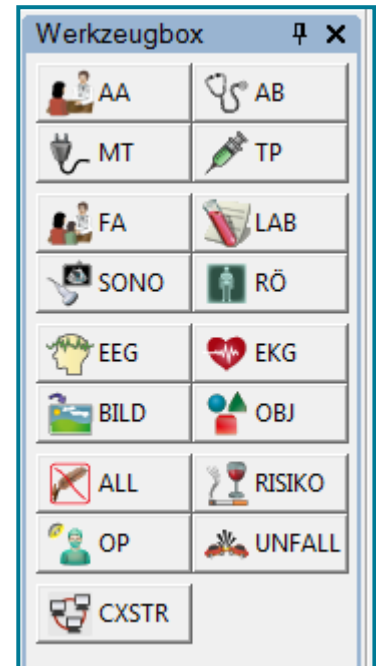 Werkzeugbox
AA AB
MT TP
FA LAB
SONO RÖ
EEG EKG
BILD OBJ
ALL RISIKO
OP UNFALL
CXSTR